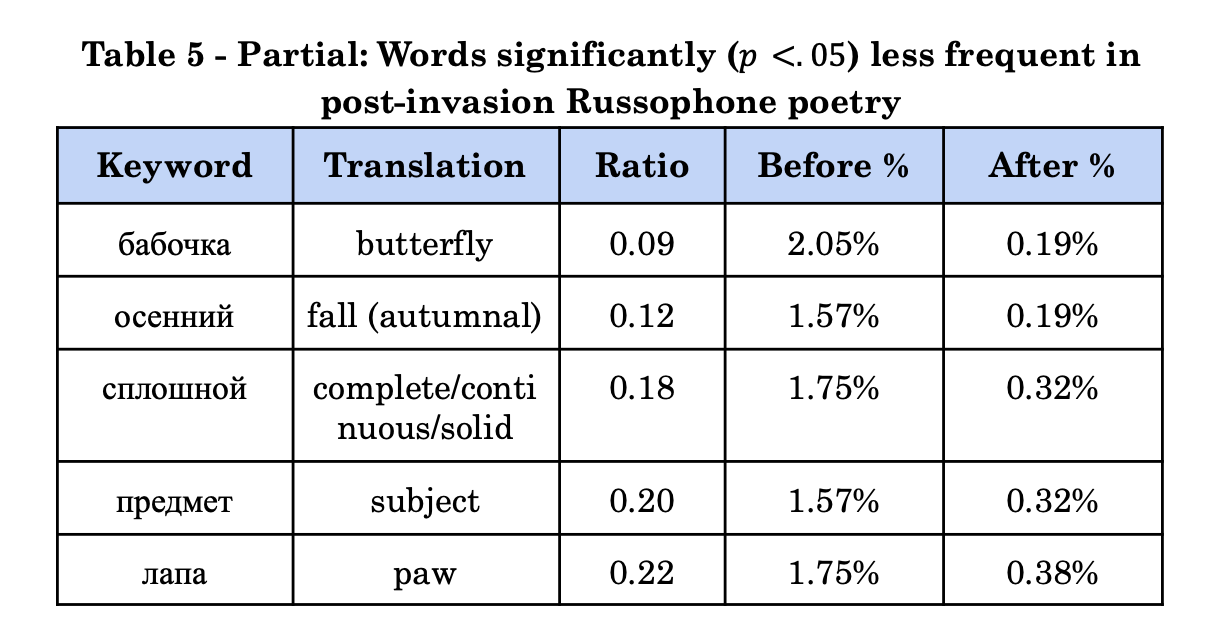 Table 5 - Partial: Words significantly (p <.05) less frequent in
post-invasion Russophone poetry
Keyword Translation Ratio Before % After %
бабочка butterfly 0.09 2.05% 0.19%
осенний fall (autumnal) 0.12 1.57% 0.19%
сплошной complete/conti 0.18 1.75% 0.32%
nuous/solid
предмет subject 0.20 1.57% 0.32%
лапа paw 0.22 1.75% 0.38%